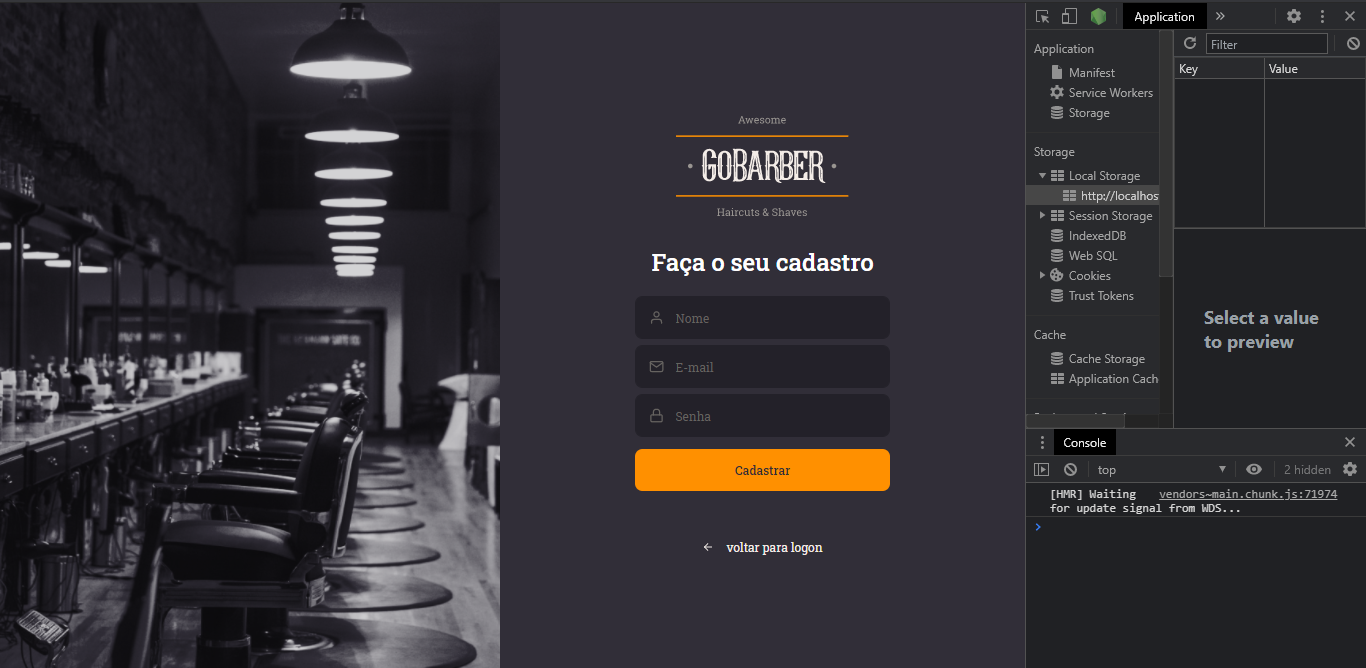 Awesome
GOBARBER
Haircuts & Shaves
Faça o seu cadastro
Nome
E-mail
Senha
Cadastrar
voltar para logon
Application
Application
Manifest
Service Workers
Storage
Storage
Local Storage
http://localhos
Session Storage
IndexedDB
Web SQL
Cookies
Trust Tokens
Cache
Cache Storage
Application Cach
Filter
Key Value
Select a value
to preview
Console
top 2 hidden
[HMR] Waiting vendors~main.chunk.js:71974
for update signal from WDS...